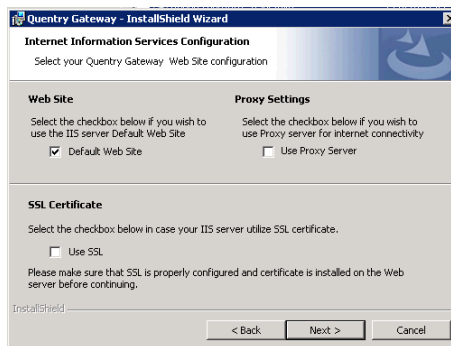 Quentry Gateway - InstallShield Wizard
Internet Information Services Configuration
Select your Quentry Gateway Web Site configuration
Web Site
Select the checkbox below if you wish to
use the IIS server Default Web Site
Default Web Site
Proxy Settings
Select the checkbox below if you wish to
use Proxy server for internet connectivity
Use Proxy Server
SSL Certificate
Select the checkbox below in case your IIS server utilize SSL certificate.
Use SSL
Please make sure that SSL is properly configured and certificate is installed on the Web
server before continuing.
InstallShield
< Back
Next >
Cancel